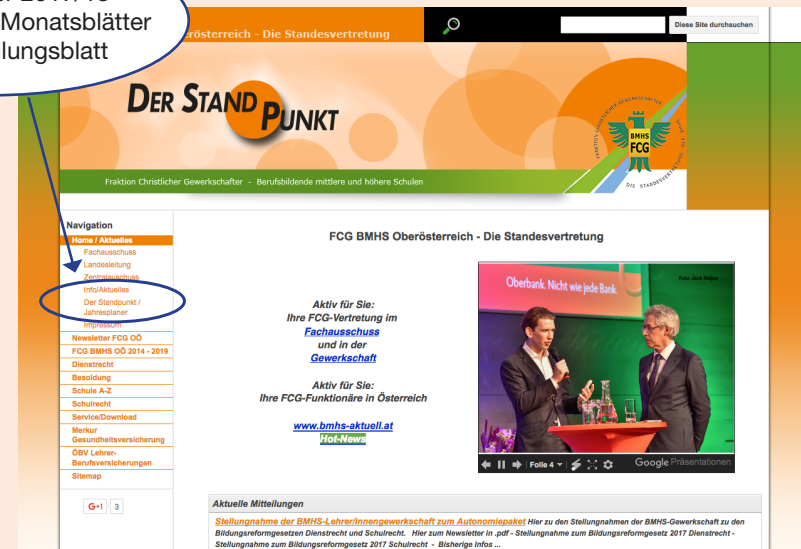 Monatsblätter
ilungsblatt
Oberösterreich - Die Standesvertretung
Diese Site durchsuchen
DER STANDPUNKT
FRAKTION CHRISTLICHER GEWERKSCHAFTER
BMHS
FCG
DIE STANDESVERTRETUNG
Fraktion Christlicher Gewerkschafter - Berufsbildende mittlere und höhere Schulen
Navigation
Home / Aktuelles
Fachausschuss
Landesleitung
Zentralausschuss
Info/Aktuelles
Der Standpunkt /
Jahresplaner
Impressum
Newsletter FCG OÖ
FCG BMHS OÖ 2014 - 2019
Dienstrecht
Besoldung
Schule A-Z
Schulrecht
Service/Download
Merkur
Gesundheitsversicherung
ÖBV Lehrer-
Berufsversicherungen
Sitemap
G+1 3
FCG BMHS Oberösterreich - Die Standesvertretung
Aktiv für Sie:
Ihre FCG-Vertretung im
Fachausschuss
und in der
Gewerkschaft
Aktiv für Sie:
Ihre FCG-Funktionäre in Österreich
www.bmhs-aktuell.at
Hot-News
Oberbank. Nicht wie jede Bank.
Folie 4
Google Präsentationen
Aktuelle Mitteilungen
Stellungnahme der BMHS-Lehrer/innengewerkschaft zum Autonomiepaket Hier zu den Stellungnahmen der BMHS-Gewerkschaft zu den
Bildungsreformgesetzen Dienstrecht und Schulrecht. Hier zum Newsletter in .pdf - Stellungnahme zum Bildungsreformgesetz 2017 Dienstrecht -
Stellungnahme zum Bildungsreformgesetz 2017 Schulrecht - Bisherige Infos ...